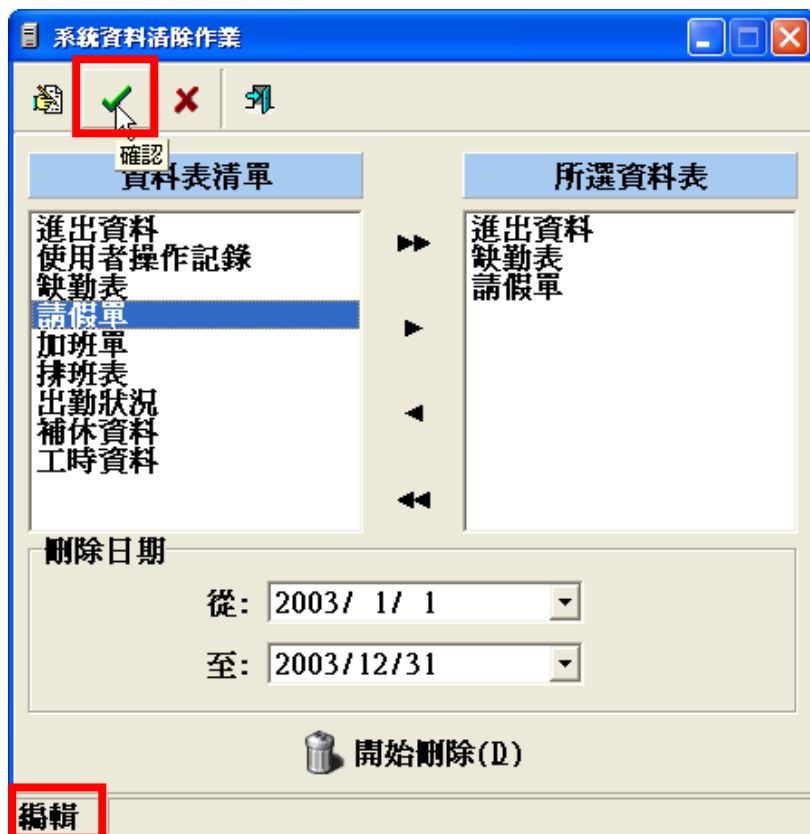 系統資料清除作業
確認
資料表清單
所選資料表
進出資料
使用者操作記錄
缺勤表
請假單
加班單
排班表
出勤狀況
補休資料
工時資料
進出資料
缺勤表
請假單
刪除日期
從: 2003/ 1/ 1
至: 2003/12/31
開始刪除(D)
編輯